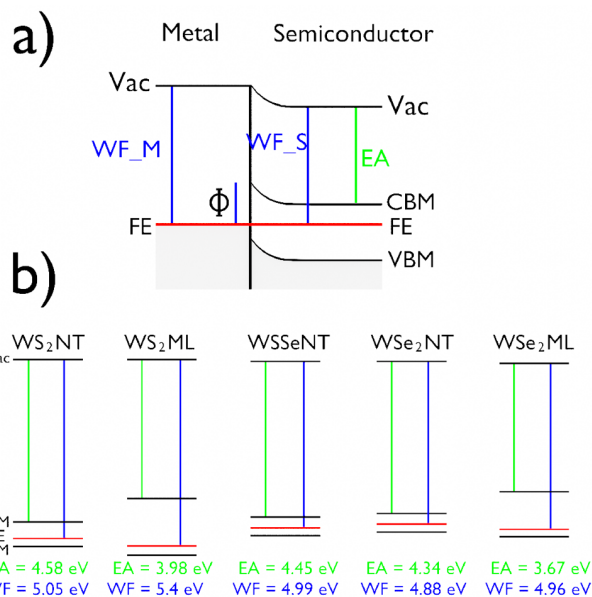 a)
Metal Semiconductor
Vac
Vac
WF_M
WF_S
EA
Φ
CBM
FE
FE
VBM
b)
WS₂NT WS₂ML WSSeNT WSe₂NT WSe₂ML
ac
M
E
M
A = 4.58 eV EA = 3.98 eV EA = 4.45 eV EA = 4.34 eV EA = 3.67 eV
WF = 5.05 eV WF = 5.4 eV WF = 4.99 eV WF = 4.88 eV WF = 4.96 eV